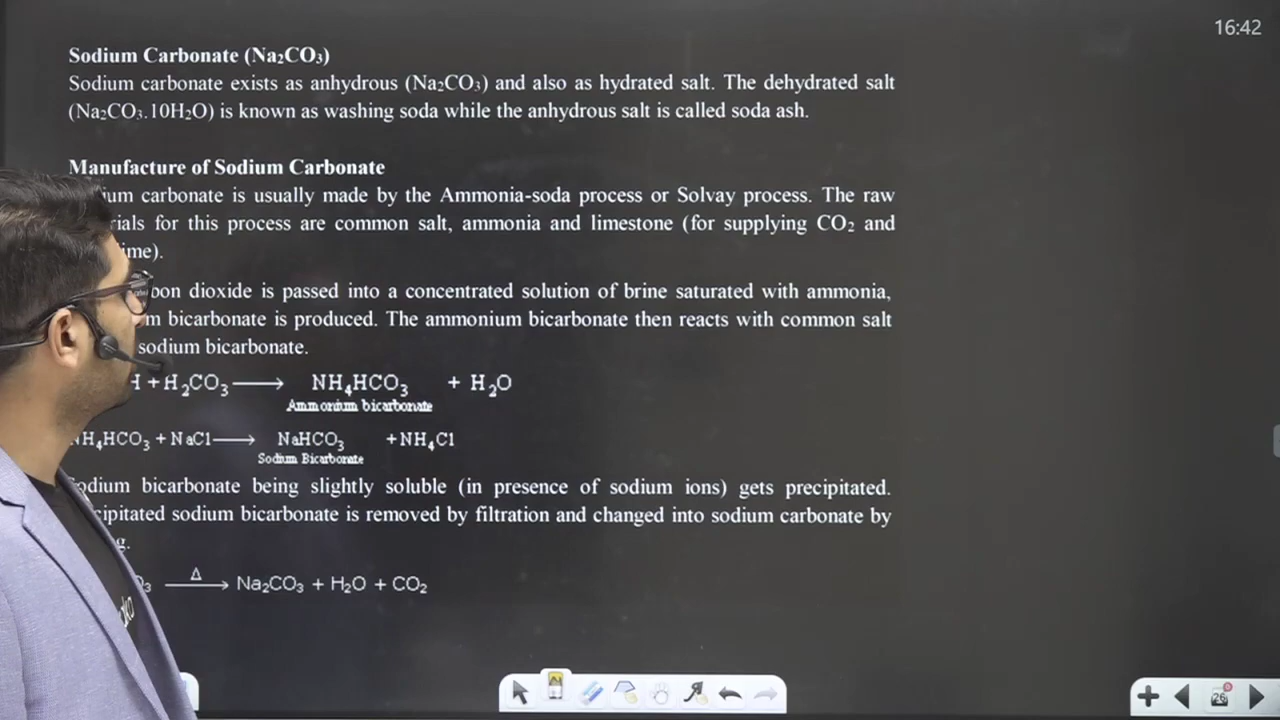 16:42
Sodium Carbonate (Na₂CO₃)
Sodium carbonate exists as anhydrous (Na₂CO₃) and also as hydrated salt. The dehydrated salt
(Na₂CO₃.10H₂O) is known as washing soda while the anhydrous salt is called soda ash.
Manufacture of Sodium Carbonate
ium carbonate is usually made by the Ammonia-soda process or Solvay process. The raw
rials for this process are common salt, ammonia and limestone (for supplying CO₂ and
ime).
bon dioxide is passed into a concentrated solution of brine saturated with ammonia,
m bicarbonate is produced. The ammonium bicarbonate then reacts with common salt
sodium bicarbonate.
H + H₂CO₃ ⟶ NH₄HCO₃ + H₂O
Ammonium bicarbonate
NH₄HCO₃ + NaCl ⟶ NaHCO₃ + NH₄Cl
Sodium Bicarbonate
Sodium bicarbonate being slightly soluble (in presence of sodium ions) gets precipitated.
cipitated sodium bicarbonate is removed by filtration and changed into sodium carbonate by
g.
O₃ ⟶ Δ Na₂CO₃ + H₂O + CO₂
26